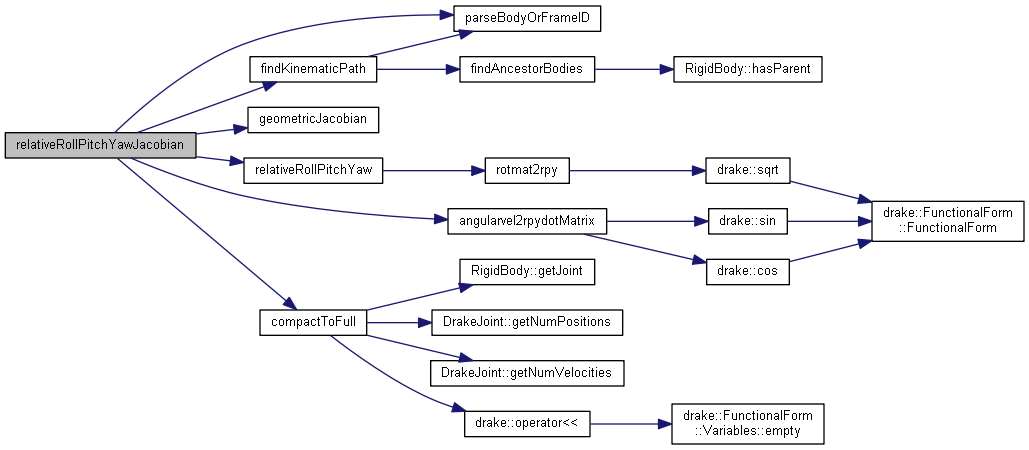 parseBodyOrFrameID
findKinematicPath
findAncestorBodies
RigidBody::hasParent
geometricJacobian
relativeRollPitchYawJacobian
relativeRollPitchYaw
rotmat2rpy
drake::sqrt
angularvel2rpydotMatrix
drake::sin
drake::FunctionalForm
::FunctionalForm
drake::cos
RigidBody::getJoint
compactToFull
DrakeJoint::getNumPositions
DrakeJoint::getNumVelocities
drake::operator<<
drake::FunctionalForm
::Variables::empty